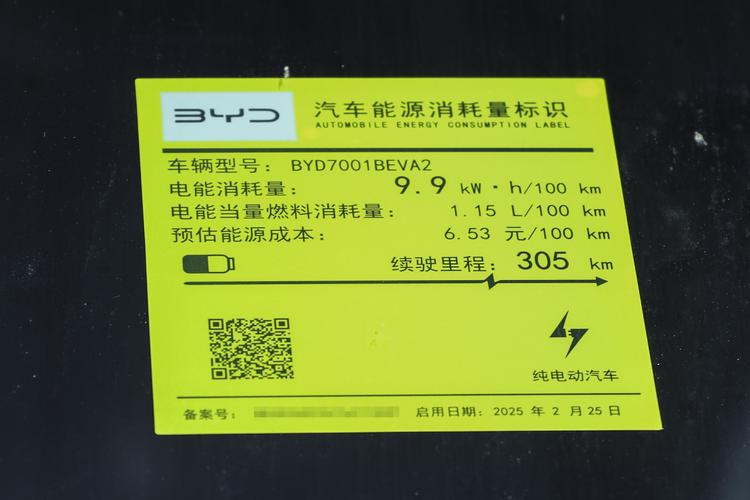 BYD
汽车能源消耗量标识
AUTOMOBILE ENERGY CONSUMPTION LABEL
车辆型号: BYD7001BEVA2
电能消耗量: 9.9 kW·h/100 km
电能当量燃料消耗量: 1.15 L/100 km
预估能源成本: 6.53 元/100 km
续驶里程: 305 km
纯电动汽车
备案号:
启用日期: 2025 年 2 月 25 日